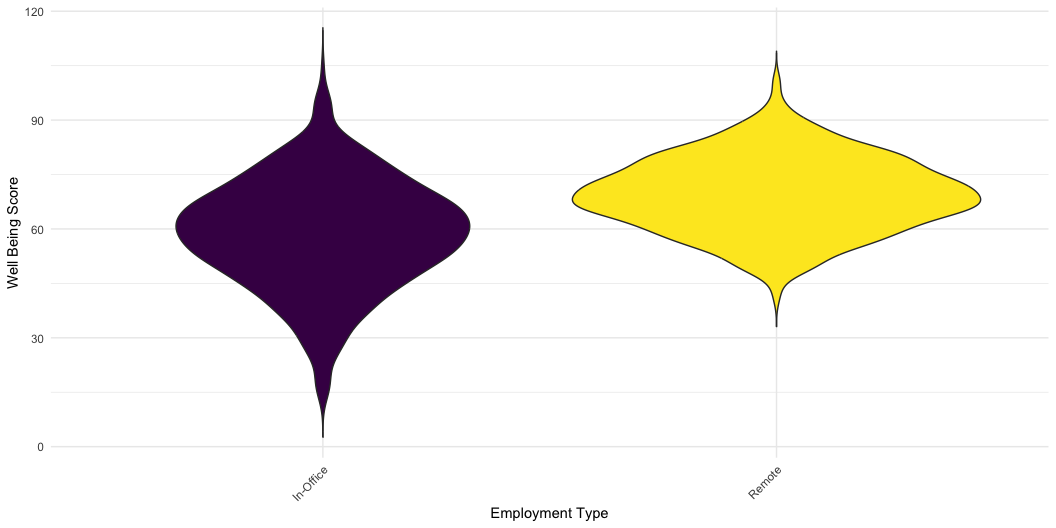 120
90
60
30
0
Well Being Score
In-Office
Remote
Employment Type